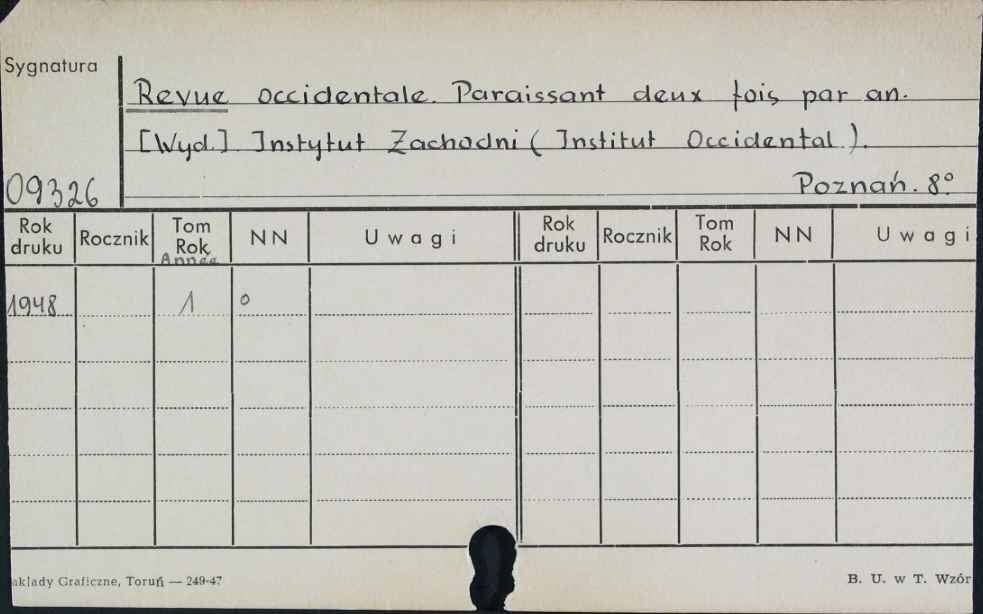 Sygnatura
Revue occidentale. Paraissant deux fois par an.
[Wyd.] Instytut Zachodni (Institut Occidental).
09326
Poznań. 8°
Rok druku Rocznik Tom Rok Année NN Uwagi Rok druku Rocznik Tom Rok NN Uwagi
1948 1 o
akłady Graficzne, Toruń — 249-47
B. U. w T. Wzór